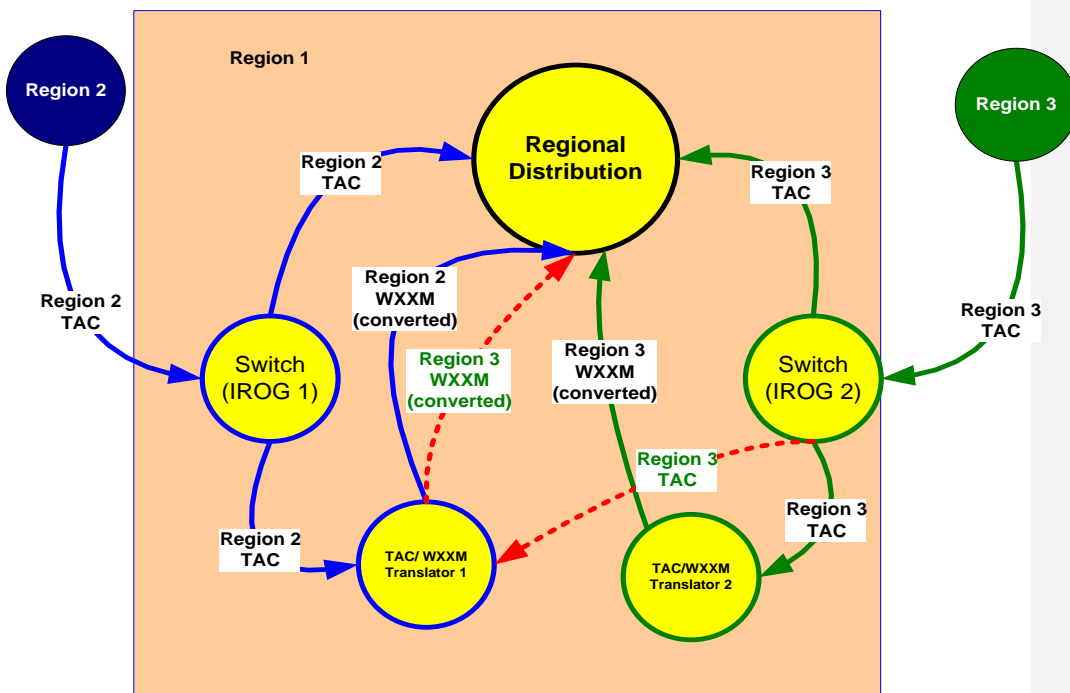 Region 1
Region 2
Region 3
Regional
Distribution
Region 2
TAC
Region 3
TAC
Region 2
TAC
Region 2
WXXM
(converted)
Region 3
WXXM
(converted)
Region 3
WXXM
(converted)
Region 3
TAC
Switch
(IROG 1)
Switch
(IROG 2)
Region 3
TAC
Region 2
TAC
Region 3
TAC
TAC/ WXXM
Translator 1
TAC/WXXM
Translator 2